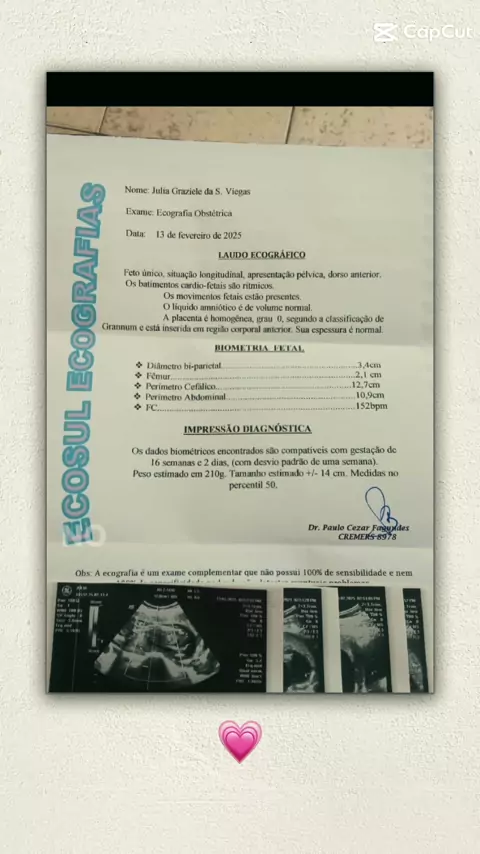 CapCut
ECOSUL ECOGRAFIAS
Nome: Julia Graziele da S. Viegas
Exame: Ecografia Obstétrica
Data: 13 de fevereiro de 2025
LAUDO ECOGRÁFICO
Feto único, situação longitudinal, apresentação pélvica, dorso anterior.
Os batimentos cardio-fetais são rítmicos.
Os movimentos fetais estão presentes.
O líquido amniótico é de volume normal.
A placenta é homogênea, grau 0, segundo a classificação de
Grannum e está inserida em região corporal anterior. Sua espessura é normal.
BIOMETRIA FETAL
❖ Diâmetro bi-parietal...3,4cm
❖ Fêmur...2,1 cm
❖ Perímetro Cefálico...12,7cm
❖ Perímetro Abdominal...10,9cm
❖ FC...152bpm
IMPRESSÃO DIAGNÓSTICA
Os dados biométricos encontrados são compatíveis com gestação de
16 semanas e 2 dias, (com desvio padrão de uma semana).
Peso estimado em 210g. Tamanho estimado +/- 14 cm. Medidas no
percentil 50.
Dr. Paulo Cezar Fagundes
CREMERS 8978
Obs: A ecografia é um exame complementar que não possui 100% de sensibilidade e nem